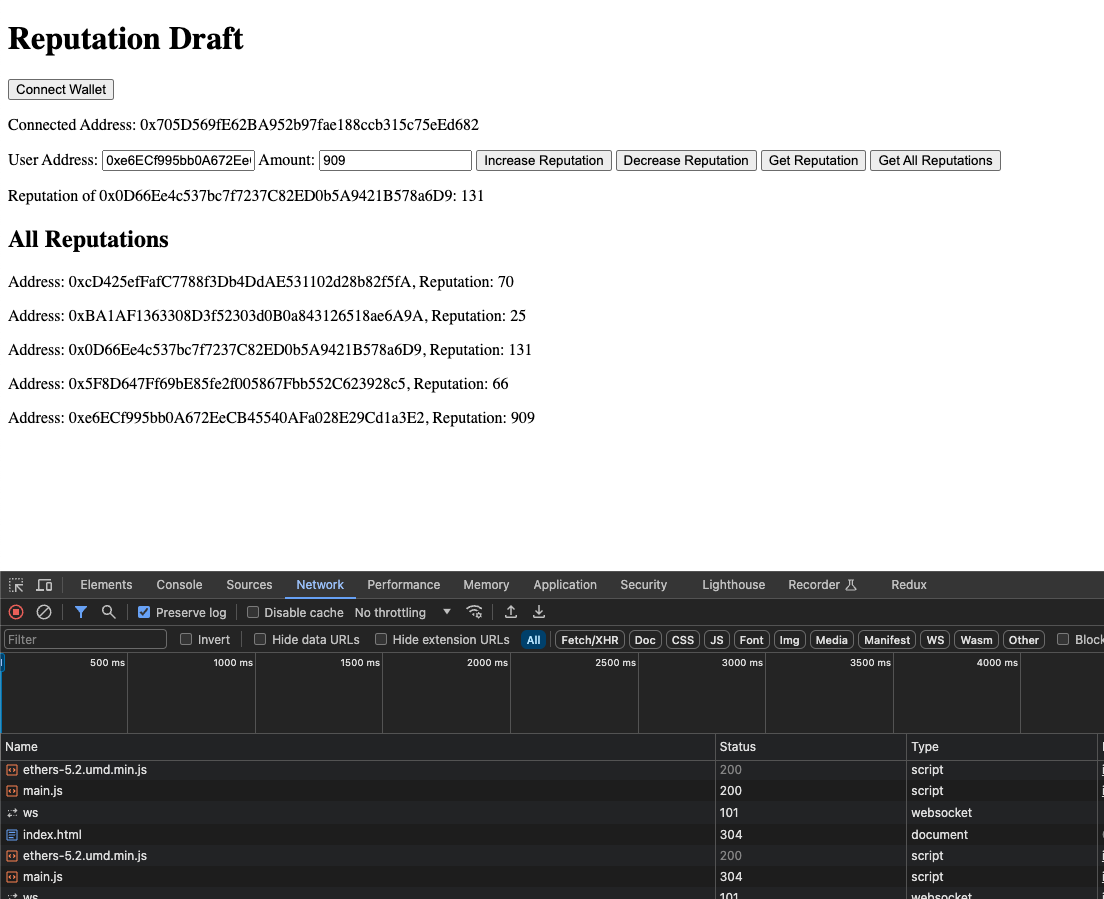 Reputation Draft
Connect Wallet
Connected Address: 0x705D569fE62BA952b97fae188ccb315c75eEd682
User Address: 0xe6ECf995bb0A672Ee Amount: 909 Increase Reputation Decrease Reputation Get Reputation Get All Reputations
Reputation of 0x0D66Ee4c537bc7f7237C82ED0b5A9421B578a6D9: 131
All Reputations
Address: 0xcD425efFafC7788f3Db4DdAE531102d28b82f5fA, Reputation: 70
Address: 0xBA1AF1363308D3f52303d0B0a843126518ae6A9A, Reputation: 25
Address: 0x0D66Ee4c537bc7f7237C82ED0b5A9421B578a6D9, Reputation: 131
Address: 0x5F8D647Ff69bE85fe2f005867Fbb552C623928c5, Reputation: 66
Address: 0xe6ECf995bb0A672EeCB45540AFa028E29Cd1a3E2, Reputation: 909
Elements Console Sources Network Performance Memory Application Security Lighthouse Recorder Redux
Preserve log Disable cache No throttling
Filter Invert Hide data URLs Hide extension URLs All Fetch/XHR Doc CSS JS Font Img Media Manifest WS Wasm Other Block
500 ms 1000 ms 1500 ms 2000 ms 2500 ms 3000 ms 3500 ms 4000 ms
Name Status Type
ethers-5.2.umd.min.js 200 script
main.js 200 script
ws 101 websocket
index.html 304 document
ethers-5.2.umd.min.js 200 script
main.js 304 script
ws 101 websocket